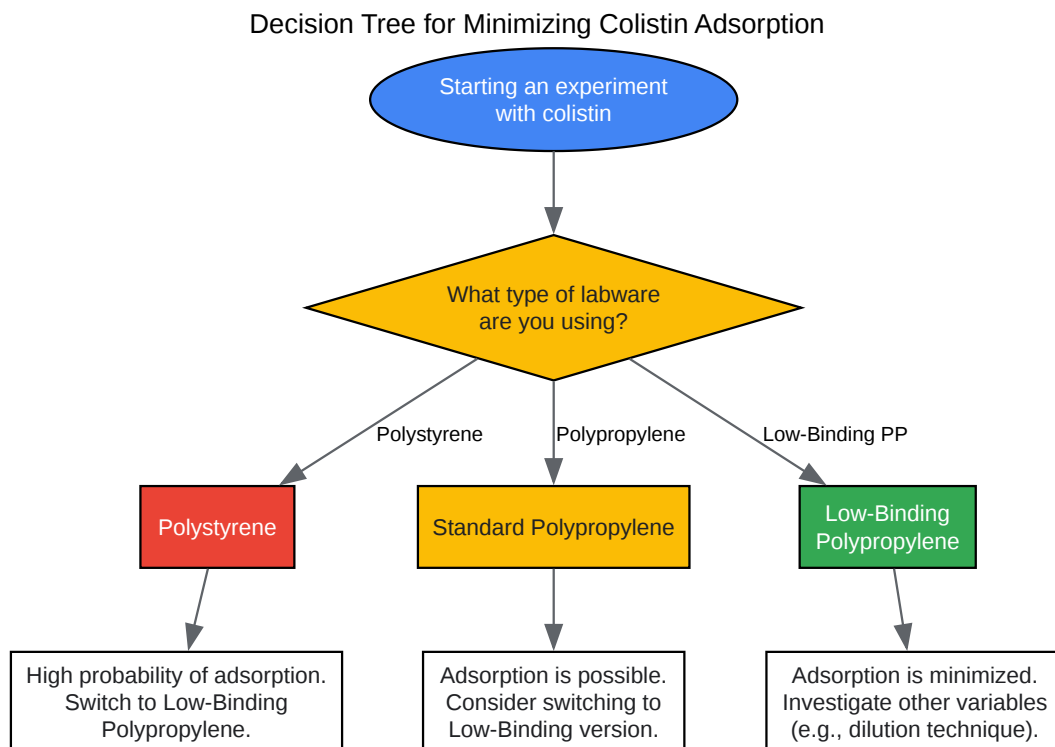 Decision Tree for Minimizing Colistin Adsorption
Starting an experiment
with colistin
What type of labware
are you using?
Polystyrene
Polypropylene
Low-Binding PP
Polystyrene
Standard Polypropylene
Low-Binding
Polypropylene
High probability of adsorption.
Switch to Low-Binding
Polypropylene.
Adsorption is possible.
Consider switching to
Low-Binding version.
Adsorption is minimized.
Investigate other variables
(e.g., dilution technique).